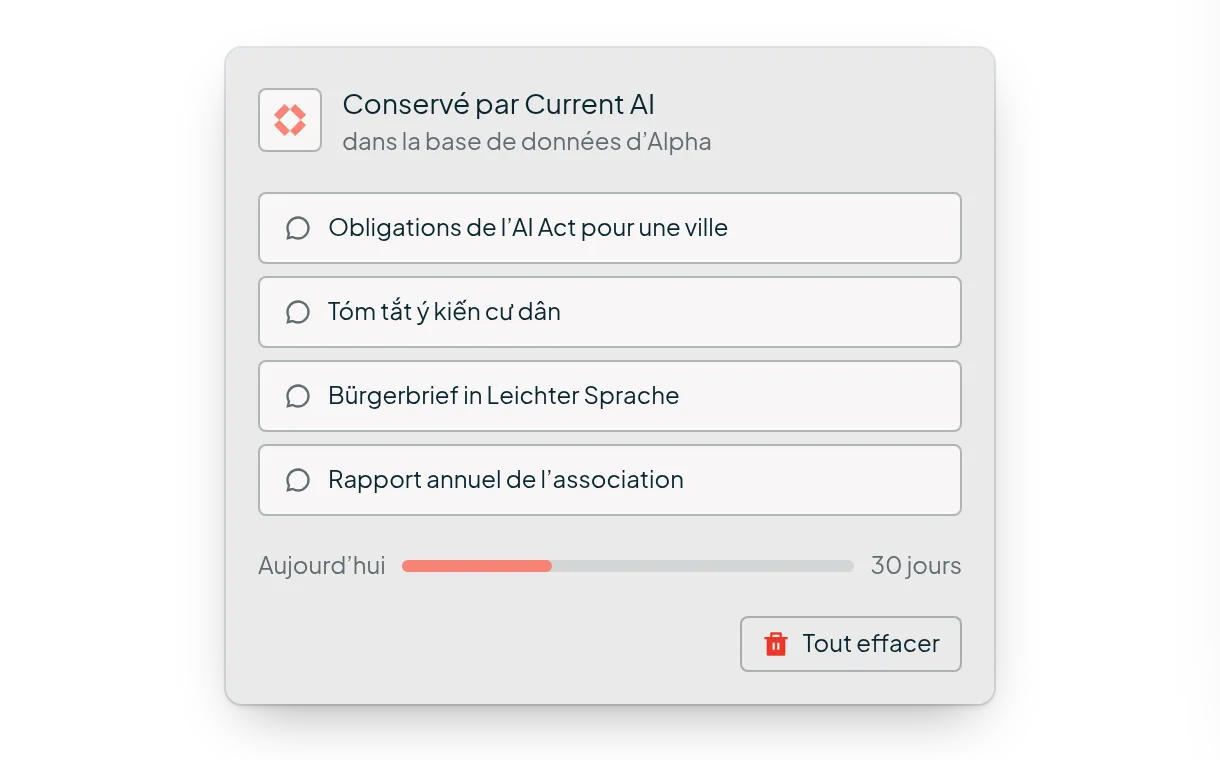 Conservé par Current AI
dans la base de données d’Alpha
Obligations de l’AI Act pour une ville
Tóm tắt ý kiến cư dân
Bürgerbrief in Leichter Sprache
Rapport annuel de l’association
Aujourd’hui
30 jours
Tout effacer